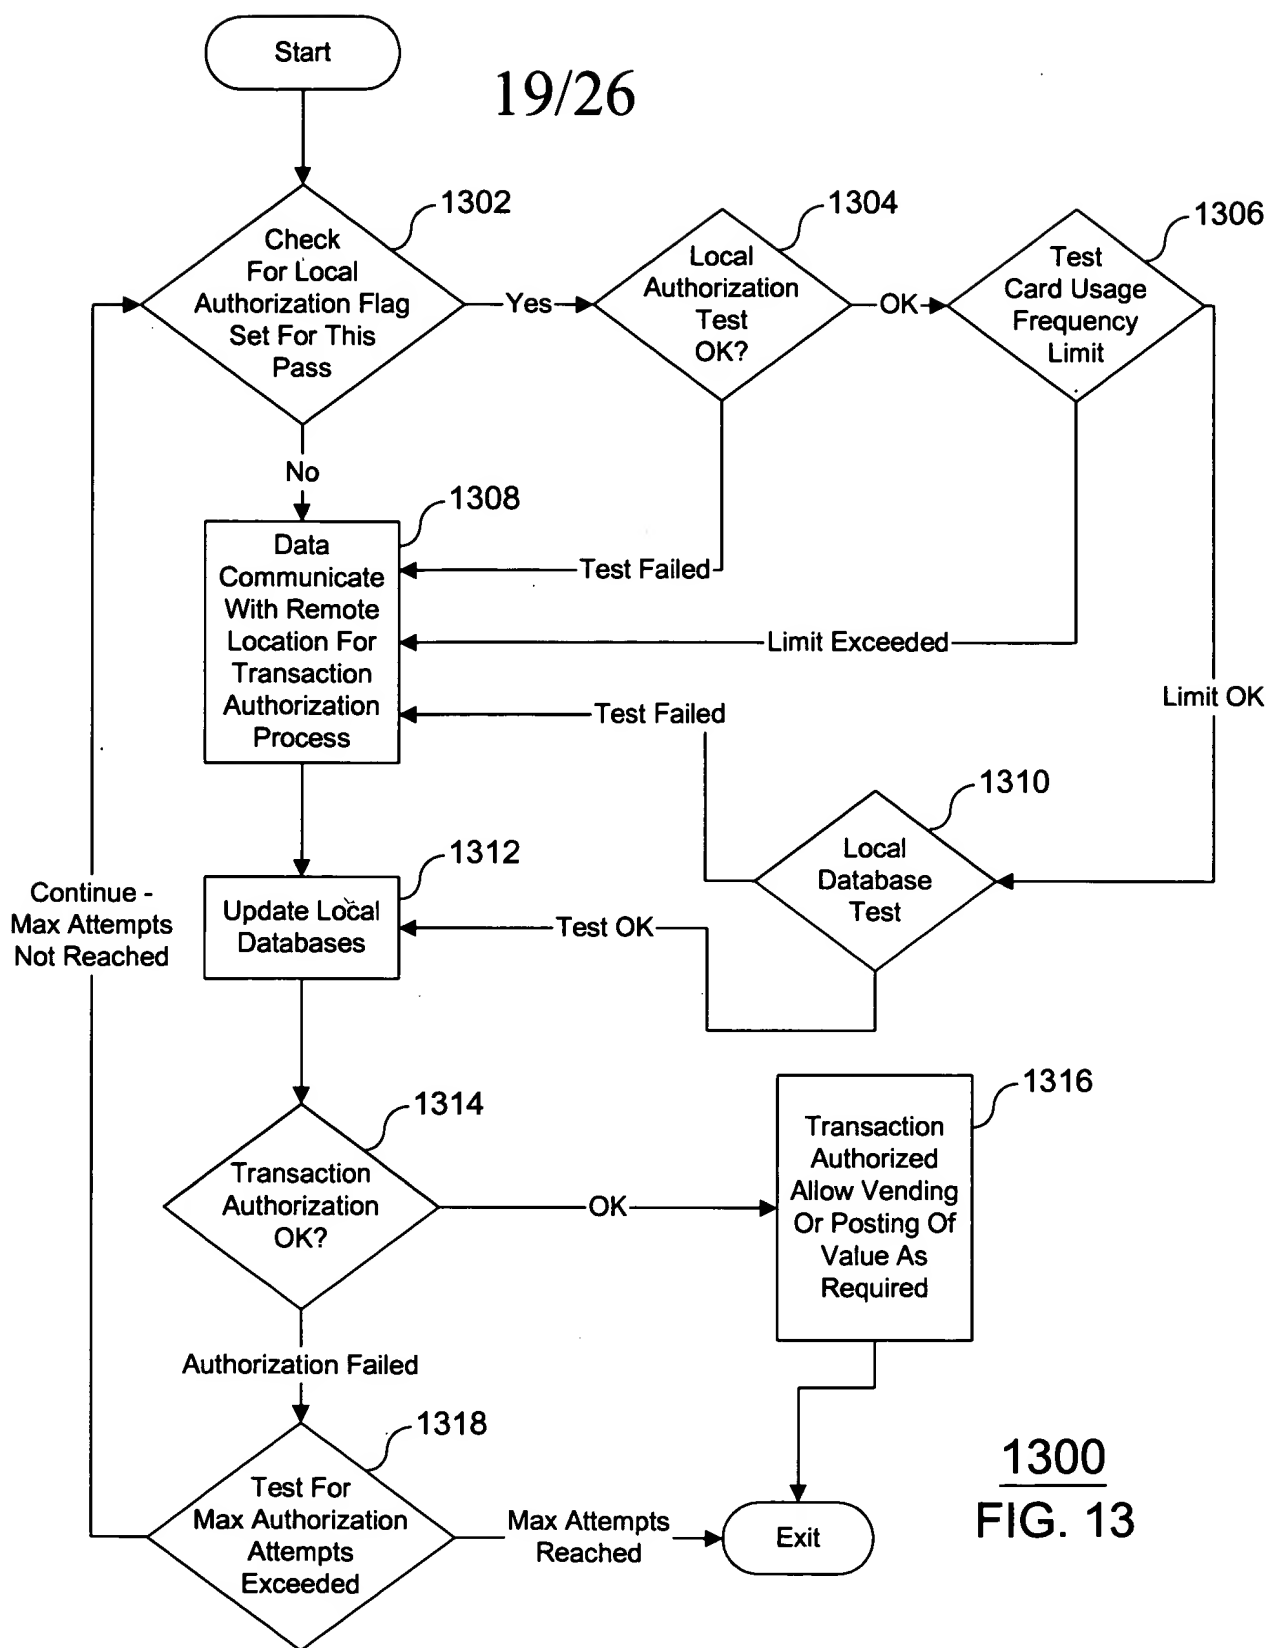 Start
19/26
1302
Check
For Local
Authorization Flag
Set For This
Pass
Yes
1304
Local
Authorization
Test
OK?
OK
1306
Test
Card Usage
Frequency
Limit
No
1308
Data
Communicate
With Remote
Location For
Transaction
Authorization
Process
Test Failed
Limit Exceeded
Test Failed
Limit OK
1310
Local
Database
Test
Continue -
Max Attempts
Not Reached
1312
Update Local
Databases
Test OK
1314
Transaction
Authorization
OK?
OK
1316
Transaction
Authorized
Allow Vending
Or Posting Of
Value As
Required
Authorization Failed
1318
Test For
Max Authorization
Attempts
Exceeded
Max Attempts
Reached
Exit
1300
FIG. 13